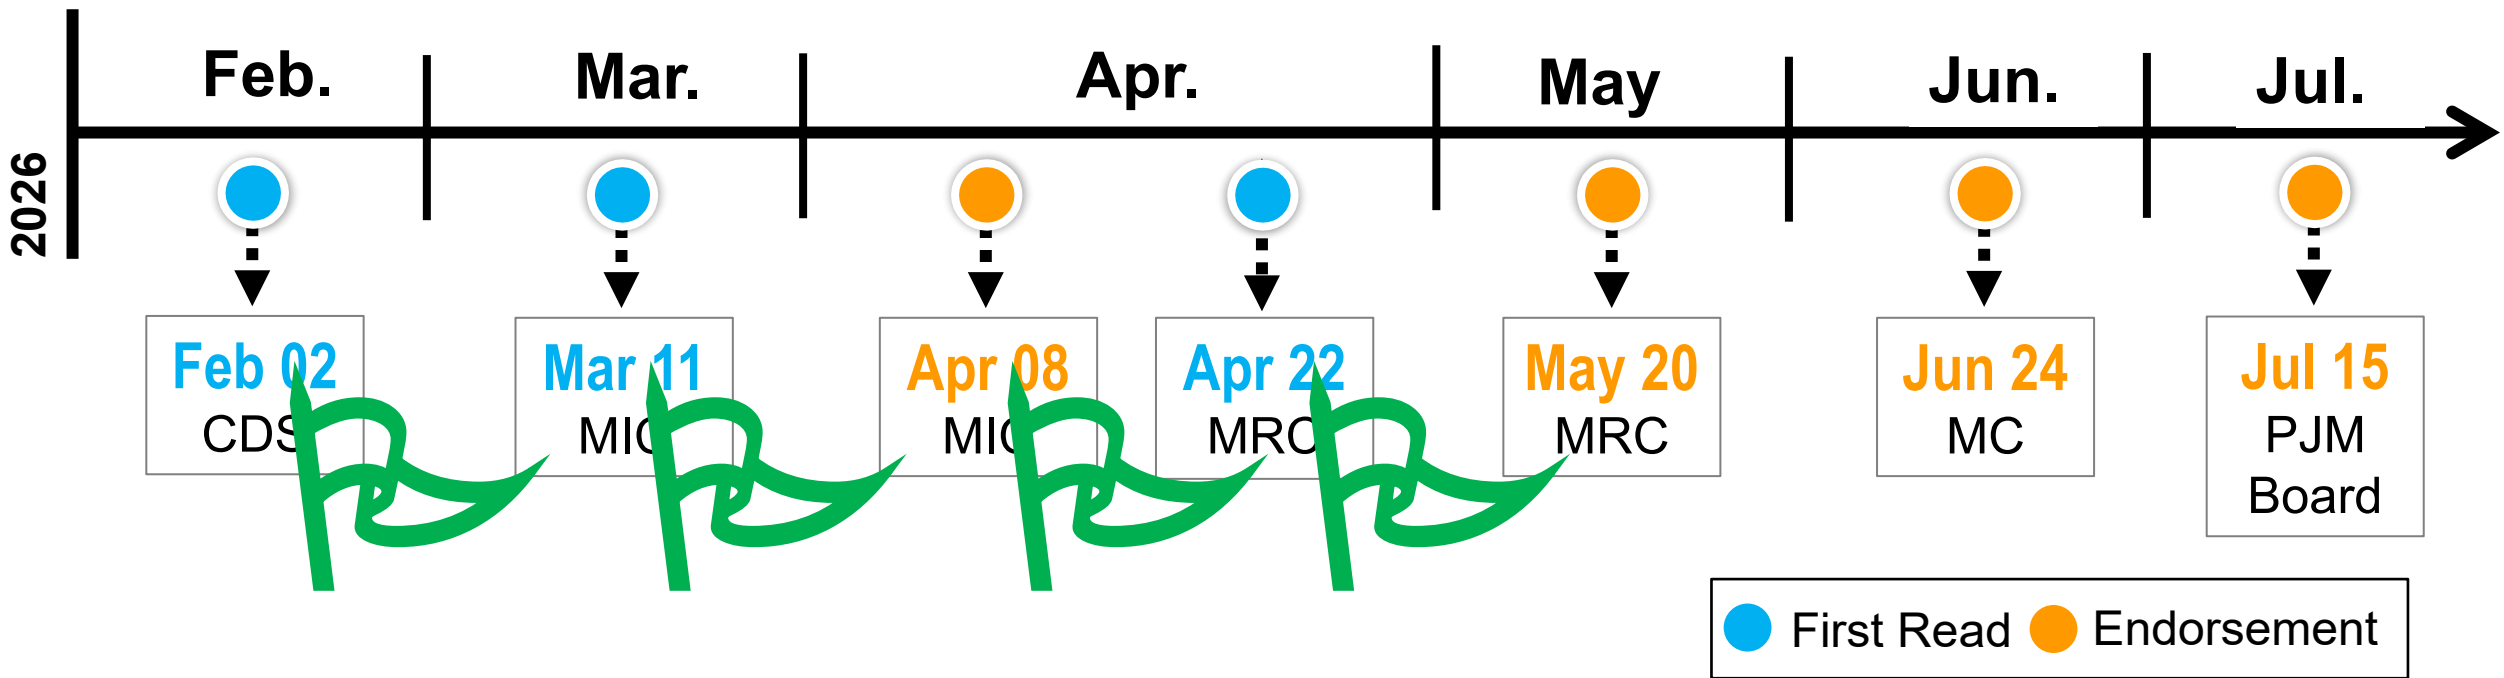 2026
Feb.
Mar.
Apr.
May
Jun.
Jul.
Feb 02
CDS
Mar 11
MIC
Apr 08
MIC
Apr 22
MRC
May 20
MRC
Jun 24
MC
Jul 15
PJM
Board
First Read
Endorsement